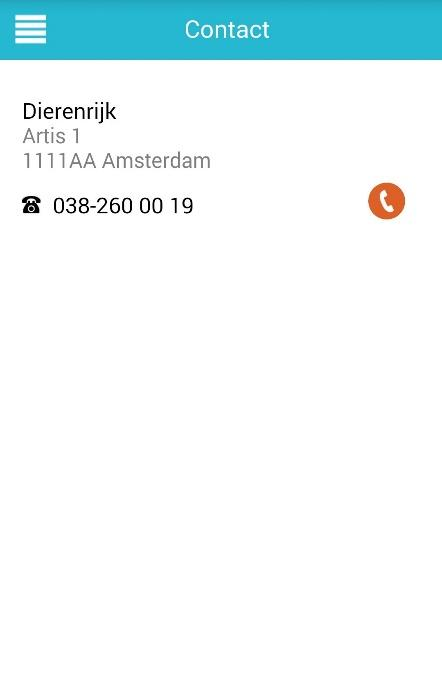 Contact
Dierenrijk
Artis 1
1111AA Amsterdam
☎ 038-260 00 19